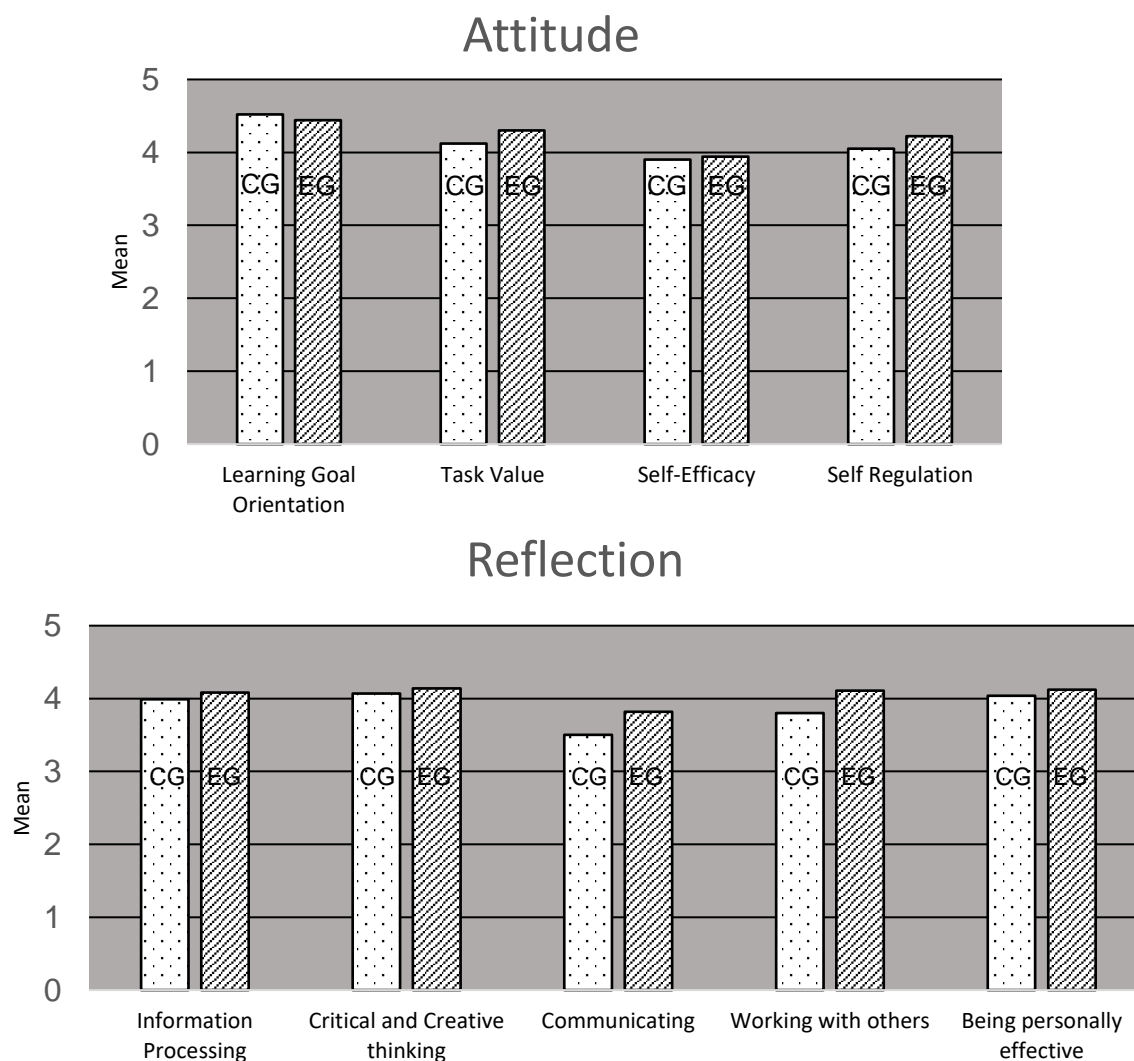 Attitude
5
4
3
2
1
0
Mean
CG EG CG EG CG EG CG EG
Learning Goal Orientation
Task Value
Self-Efficacy
Self Regulation
Reflection
5
4
3
2
1
0
Mean
CG EG CG EG CG EG CG EG CG EG
Information Processing
Critical and Creative thinking
Communicating
Working with others
Being personally effective